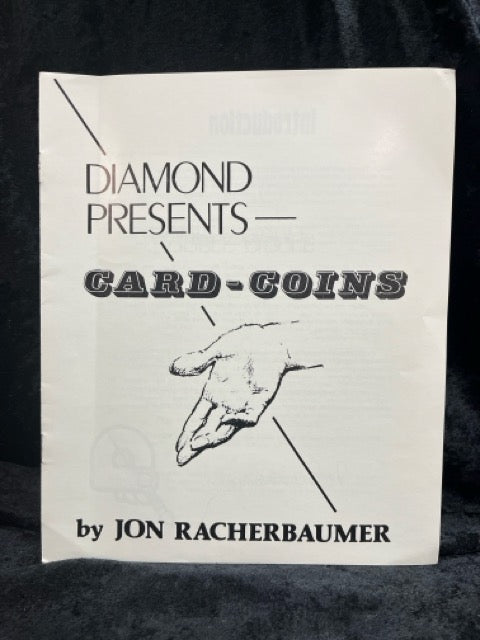 DIAMOND
PRESENTS—
CARD-COINS
by JON RACHERBAUMER